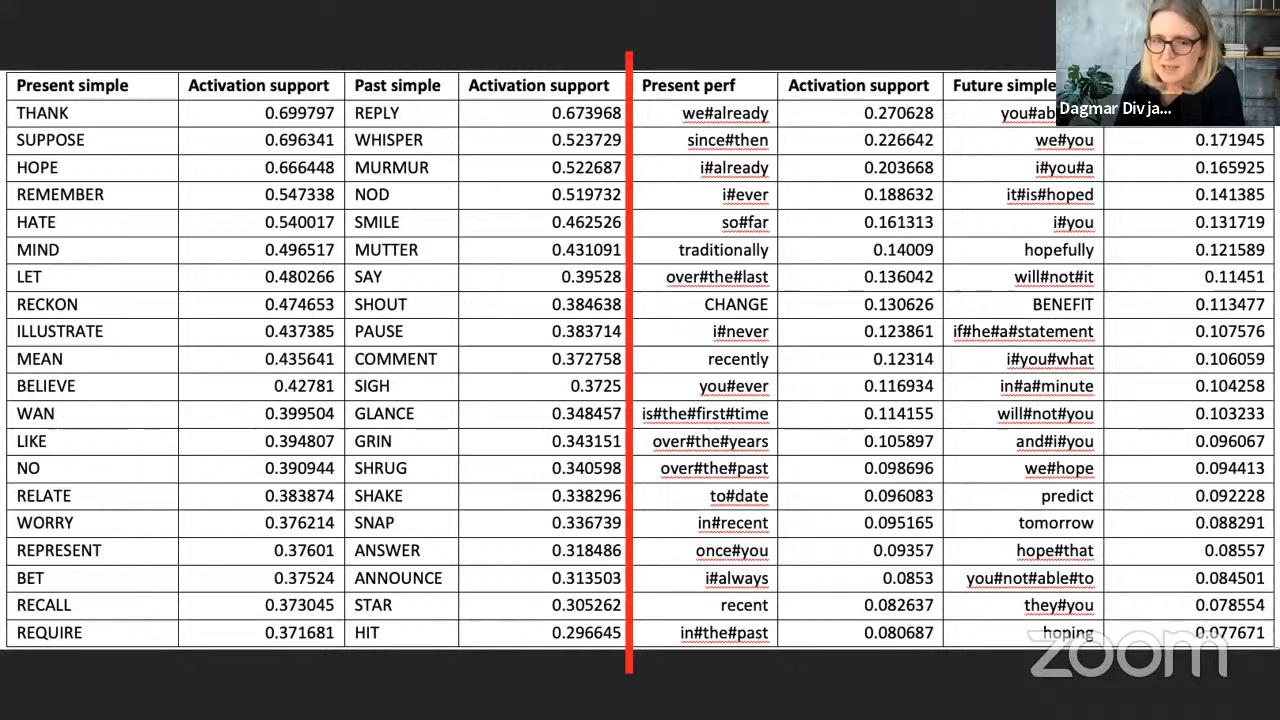 Present simple Activation support Past simple Activation support Present perf Activation support Future simple
THANK 0.699797 REPLY 0.673968 we#already 0.270628 Dagmar Divja...
SUPPOSE 0.696341 WHISPER 0.523729 since#then 0.226642 we#you 0.171945
HOPE 0.666448 MURMUR 0.522687 i#already 0.203668 i#you#a 0.165925
REMEMBER 0.547338 NOD 0.519732 i#ever 0.188632 it#is#hoped 0.141385
HATE 0.540017 SMILE 0.462526 so#far 0.161313 i#you 0.131719
MIND 0.496517 MUTTER 0.431091 traditionally 0.14009 hopefully 0.121589
LET 0.480266 SAY 0.39528 over#the#last 0.136042 will#not#it 0.11451
RECKON 0.474653 SHOUT 0.384638 CHANGE 0.130626 BENEFIT 0.113477
ILLUSTRATE 0.437385 PAUSE 0.383714 i#never 0.123861 if#he#a#statement 0.107576
MEAN 0.435641 COMMENT 0.372758 recently 0.12314 i#you#what 0.106059
BELIEVE 0.42781 SIGH 0.3725 you#ever 0.116934 in#a#minute 0.104258
WAN 0.399504 GLANCE 0.348457 is#the#first#time 0.114155 will#not#you 0.103233
LIKE 0.394807 GRIN 0.343151 over#the#years 0.105897 and#i#you 0.096067
NO 0.390944 SHRUG 0.340598 over#the#past 0.098696 we#hope 0.094413
RELATE 0.383874 SHAKE 0.338296 to#date 0.096083 predict 0.092228
WORRY 0.376214 SNAP 0.336739 in#recent 0.095165 tomorrow 0.088291
REPRESENT 0.37601 ANSWER 0.318486 once#you 0.09357 hope#that 0.08557
BET 0.37524 ANNOUNCE 0.313503 i#always 0.0853 you#not#able#to 0.084501
RECALL 0.373045 STAR 0.305262 recent 0.082637 they#you 0.078554
REQUIRE 0.371681 HIT 0.296645 in#the#past 0.080687 hoping 0.077671
zoom